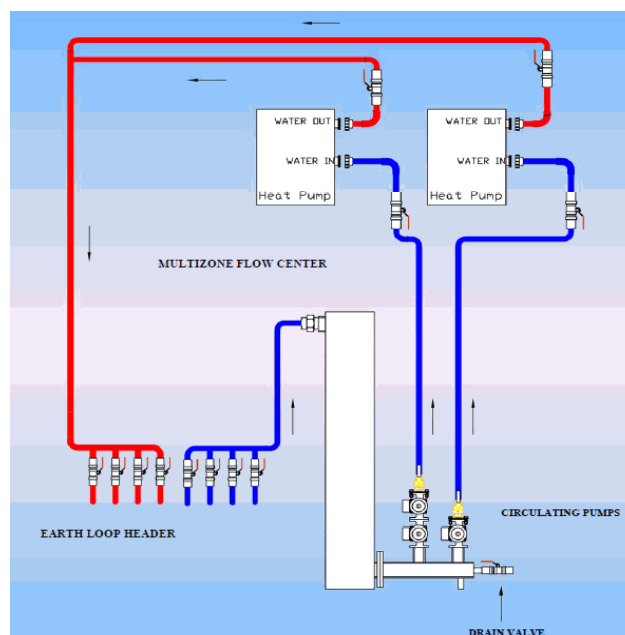 WATER OUT
WATER IN
Heat Pump
WATER OUT
WATER IN
Heat Pump
MULTIZONE FLOW CENTER
CIRCULATING PUMPS
EARTH LOOP HEADER
DRAIN VALVE